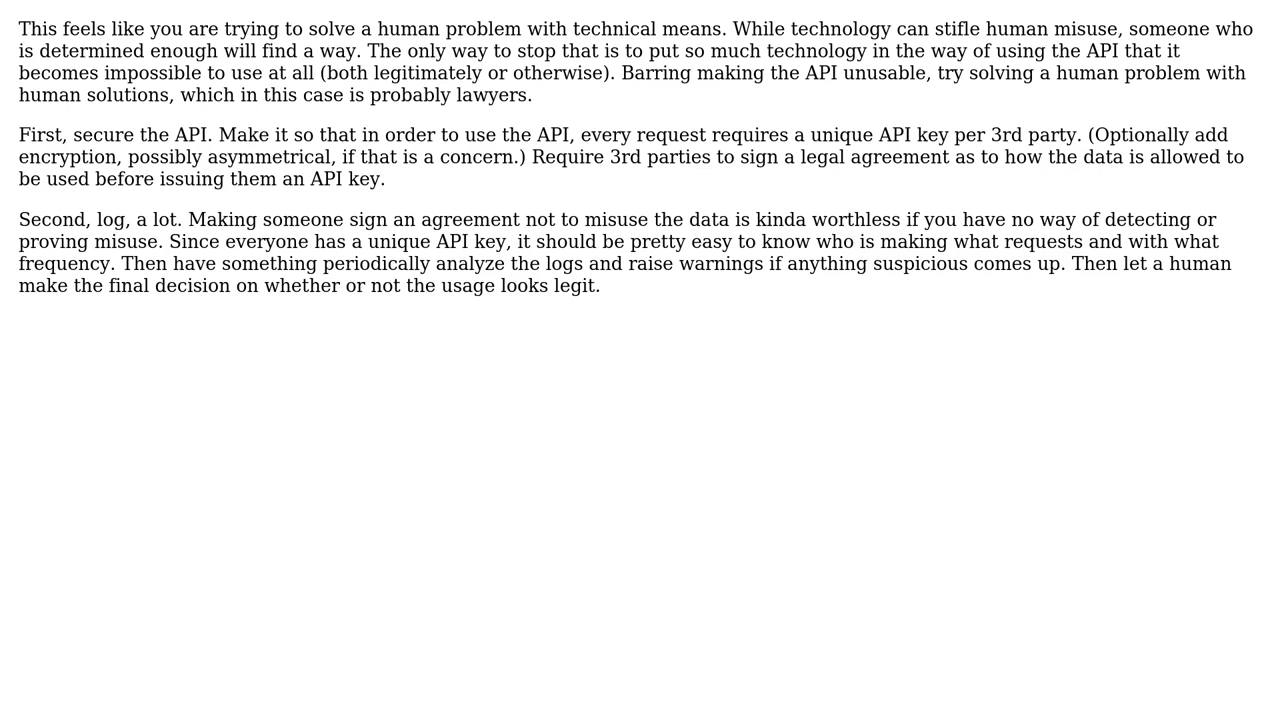 This feels like you are trying to solve a human problem with technical means. While technology can stifle human misuse, someone who
is determined enough will find a way. The only way to stop that is to put so much technology in the way of using the API that it
becomes impossible to use at all (both legitimately or otherwise). Barring making the API unusable, try solving a human problem with
human solutions, which in this case is probably lawyers.
First, secure the API. Make it so that in order to use the API, every request requires a unique API key per 3rd party. (Optionally add
encryption, possibly asymmetrical, if that is a concern.) Require 3rd parties to sign a legal agreement as to how the data is allowed to
be used before issuing them an API key.
Second, log, a lot. Making someone sign an agreement not to misuse the data is kinda worthless if you have no way of detecting or
proving misuse. Since everyone has a unique API key, it should be pretty easy to know who is making what requests and with what
frequency. Then have something periodically analyze the logs and raise warnings if anything suspicious comes up. Then let a human
make the final decision on whether or not the usage looks legit.